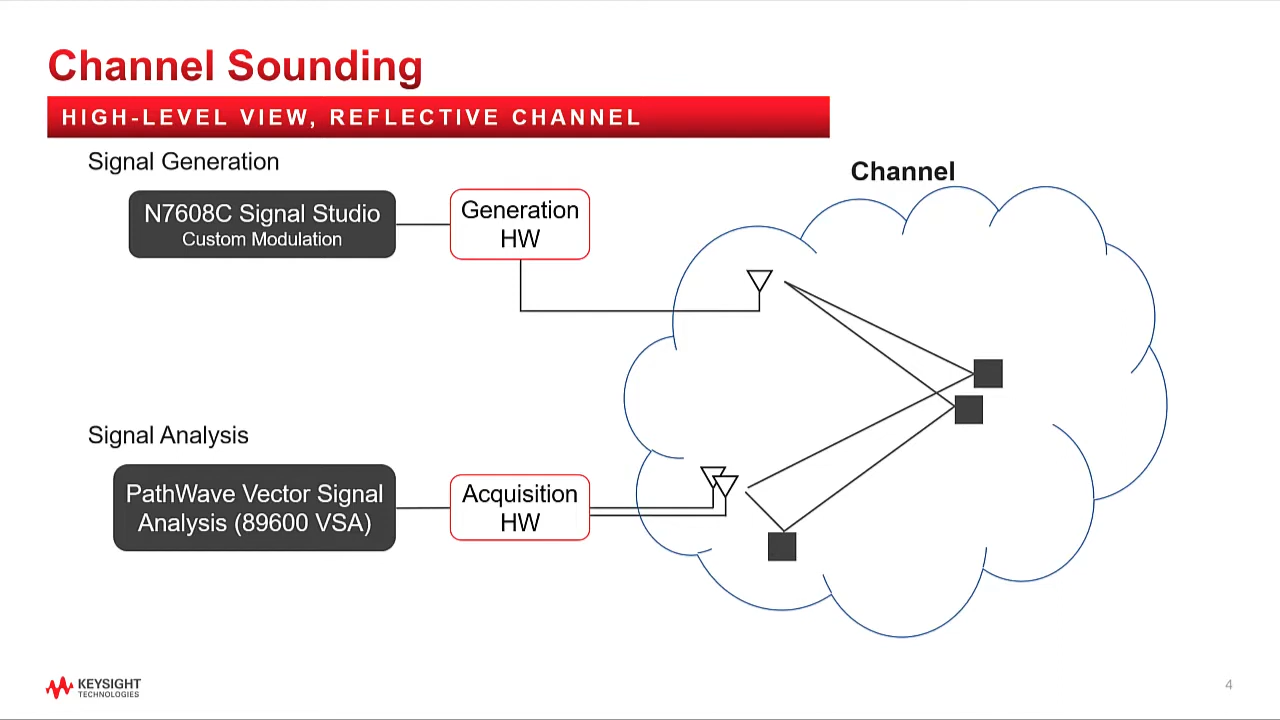 Channel Sounding
HIGH-LEVEL VIEW, REFLECTIVE CHANNEL
Signal Generation
N7608C Signal Studio
Custom Modulation
Generation
HW
Channel
Signal Analysis
PathWave Vector Signal
Analysis (89600 VSA)
Acquisition
HW
KEYSIGHT
TECHNOLOGIES
4